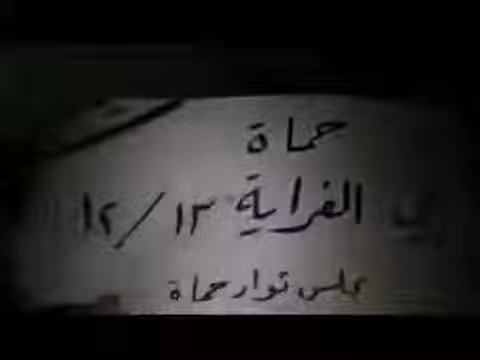 حماة
الفراية ١٣/١٢
مجلس ثوار حماة